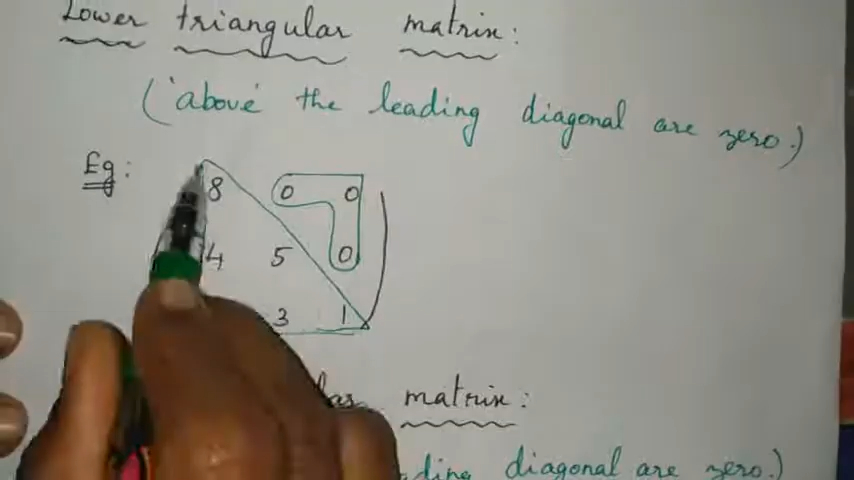 Lower triangular matrix:
('above' the leading diagonal are zero.)
Eg:
8 0 0
4 5 0
3 1
matrix:
diagonal are zero.)